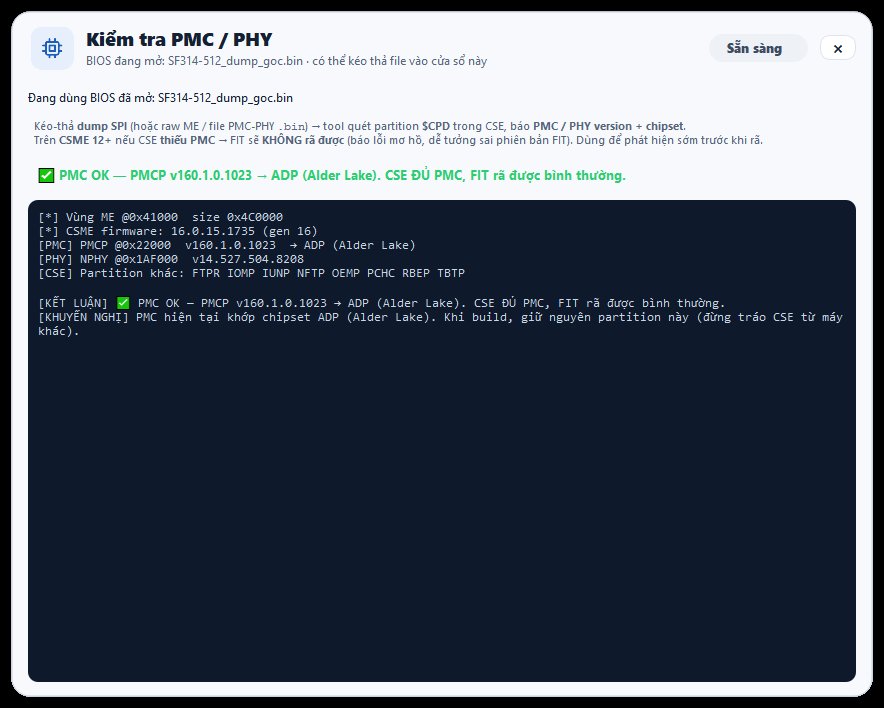 Kiểm tra PMC / PHY
BIOS đang mở: SF314-512_dump_goc.bin · có thể kéo thả file vào cửa sổ này
Sẵn sàng
×
Đang dùng BIOS đã mở: SF314-512_dump_goc.bin
Kéo-thả dump SPI (hoặc raw ME / file PMC-PHY .bin) → tool quét partition $CPD trong CSE, báo PMC / PHY version + chipset.
Trên CSME 12+ nếu CSE thiếu PMC → FIT sẽ KHÔNG rã được (báo lỗi mơ hồ, dễ tưởng sai phiên bản FIT). Dùng để phát hiện sớm trước khi rã.
✅ PMC OK — PMCP v160.1.0.1023 → ADP (Alder Lake). CSE ĐỦ PMC, FIT rã được bình thường.
[*] Vùng ME @0x41000  size 0x4C0000
[*] CSME firmware: 16.0.15.1735 (gen 16)
[PMC] PMCP @0x22000  v160.1.0.1023  → ADP (Alder Lake)
[PHY] NPHY @0x1AF000  v14.527.504.8208
[CSE] Partition khác: FTPR IOMP IUNP NFTP OEMP PCHC RBEP TBTP
[KẾT LUẬN] ✅ PMC OK — PMCP v160.1.0.1023 → ADP (Alder Lake). CSE ĐỦ PMC, FIT rã được bình thường.
[KHUYẾN NGHỊ] PMC hiện tại khớp chipset ADP (Alder Lake). Khi build, giữ nguyên partition này (đừng tráo CSE từ máy
khác).